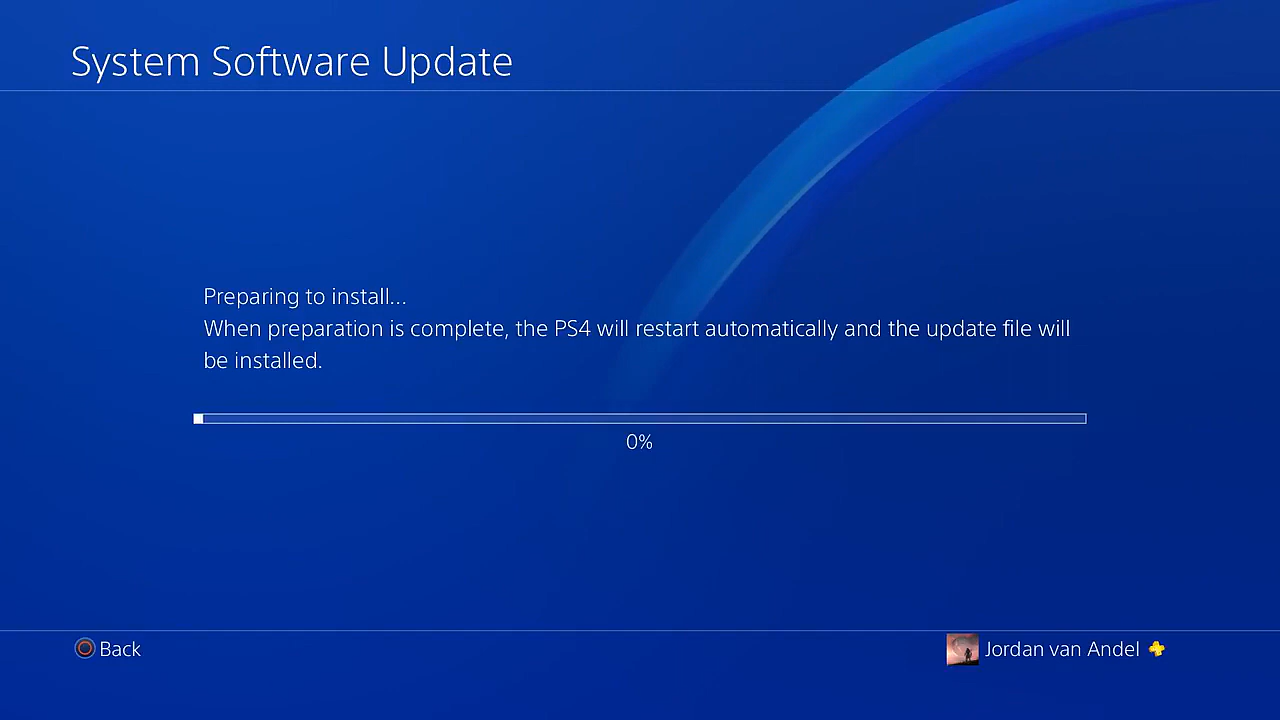 System Software Update
Preparing to install...
When preparation is complete, the PS4 will restart automatically and the update file will
be installed.
0%
Back
Jordan van Andel